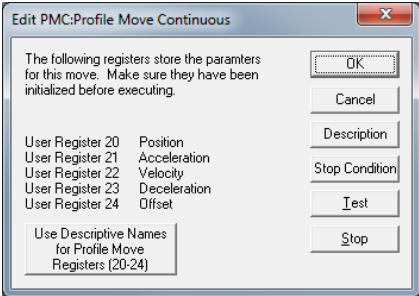 Edit PMC:Profile Move Continuous
The following registers store the paramters
for this move. Make sure they have been
initialized before executing.
User Register 20 Position
User Register 21 Acceleration
User Register 22 Velocity
User Register 23 Deceleration
User Register 24 Offset
Use Descriptive Names
for Profile Move
Registers (20-24)
OK
Cancel
Description
Stop Condition
Test
Stop